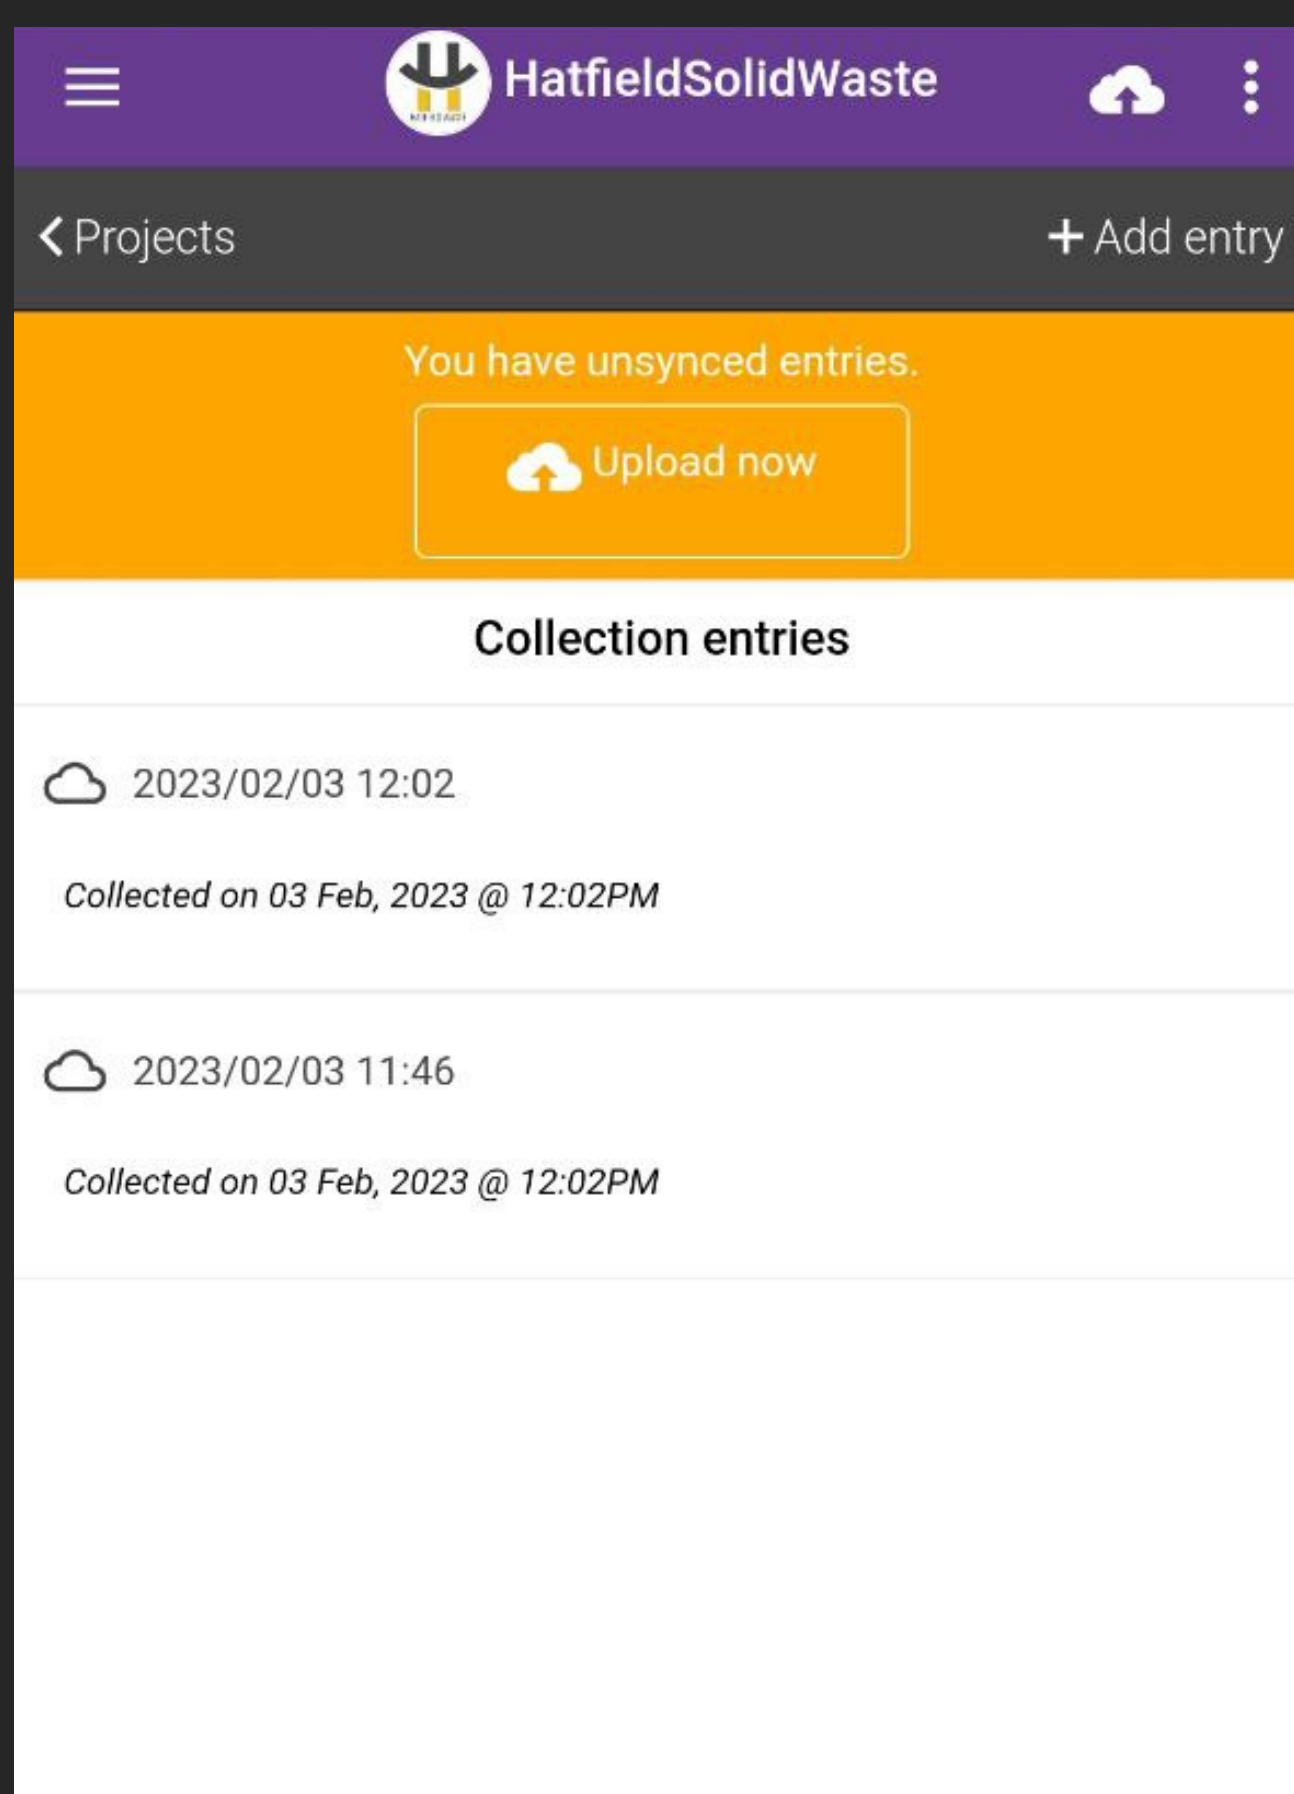 HatfieldSolidWaste
Projects
+ Add entry
You have unsynced entries.
Upload now
Collection entries
2023/02/03 12:02
Collected on 03 Feb, 2023 @ 12:02PM
2023/02/03 11:46
Collected on 03 Feb, 2023 @ 12:02PM